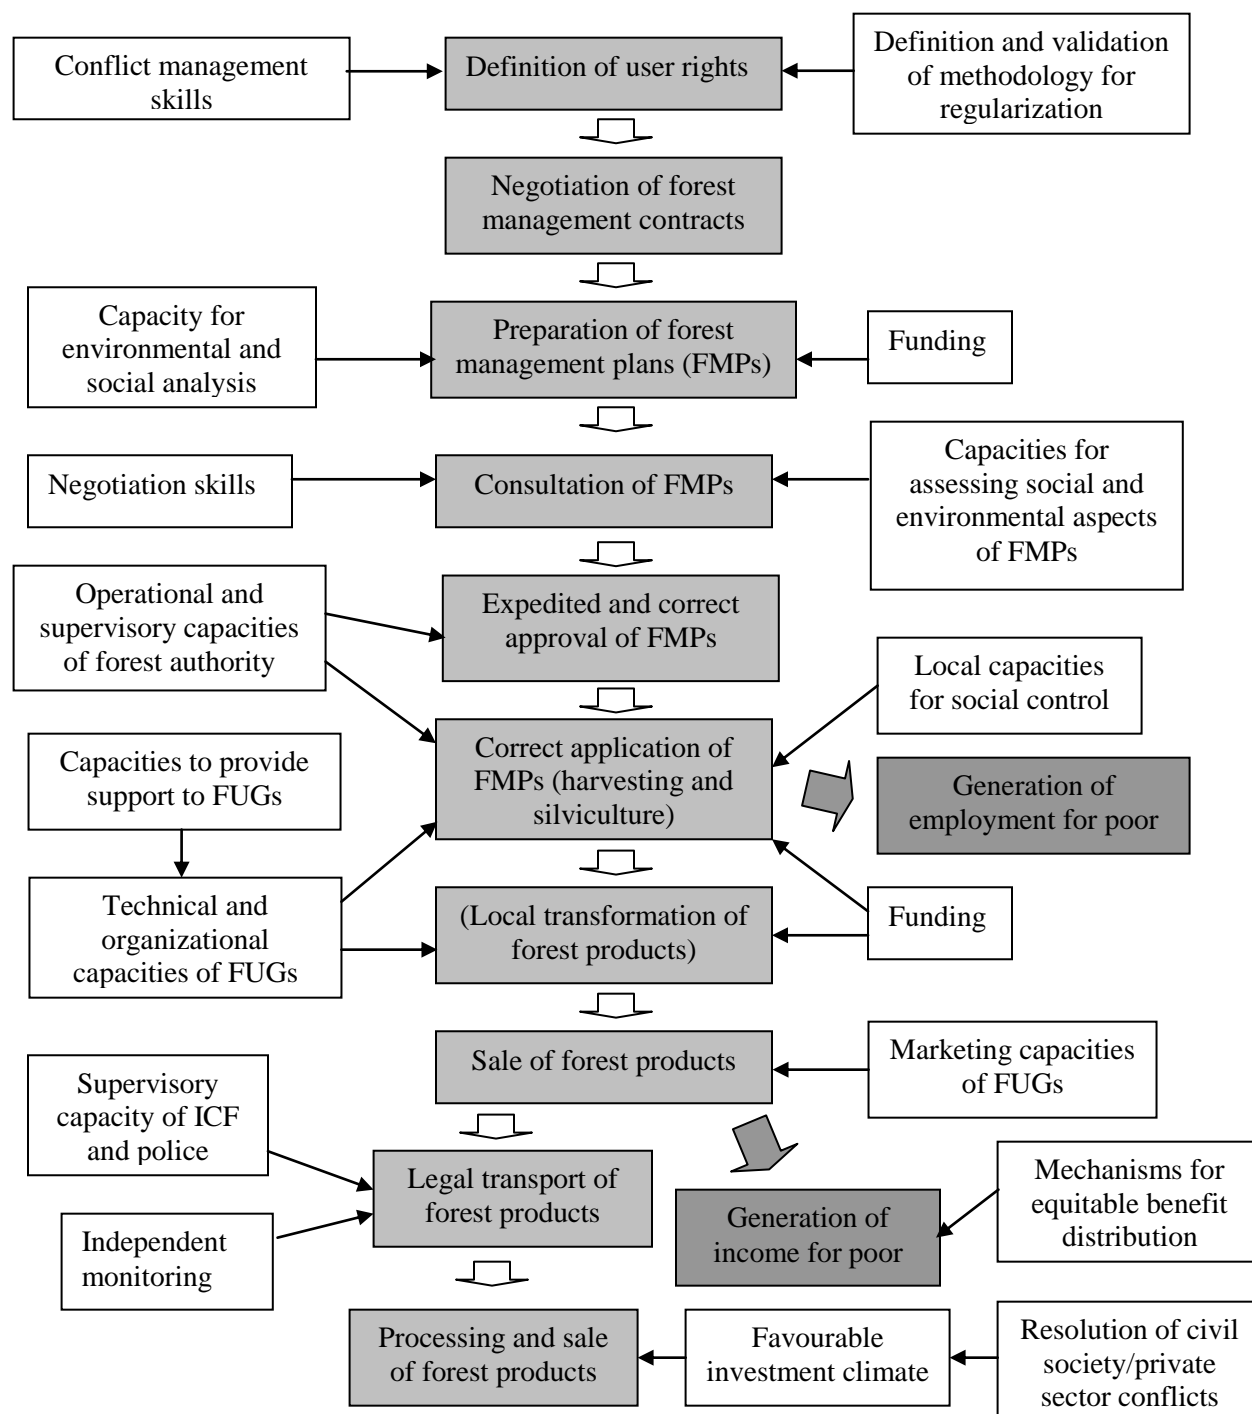 Conflict management
skills
Definition of user rights
Definition and validation
of methodology for
regularization
Negotiation of forest
management contracts
Capacity for
environmental and
social analysis
Preparation of forest
management plans (FMPs)
Funding
Negotiation skills
Consultation of FMPs
Capacities for
assessing social and
environmental aspects
of FMPs
Operational and
supervisory capacities
of forest authority
Expedited and correct
approval of FMPs
Local capacities
for social control
Capacities to provide
support to FUGs
Correct application of
FMPs (harvesting and
silviculture)
Generation of
employment for poor
Technical and
organizational
capacities of FUGs
(Local transformation of
forest products)
Funding
Sale of forest products
Marketing capacities
of FUGs
Supervisory
capacity of ICF
and police
Legal transport of
forest products
Generation of
income for poor
Mechanisms for
equitable benefit
distribution
Independent
monitoring
Processing and sale
of forest products
Favourable
investment climate
Resolution of civil
society/private
sector conflicts